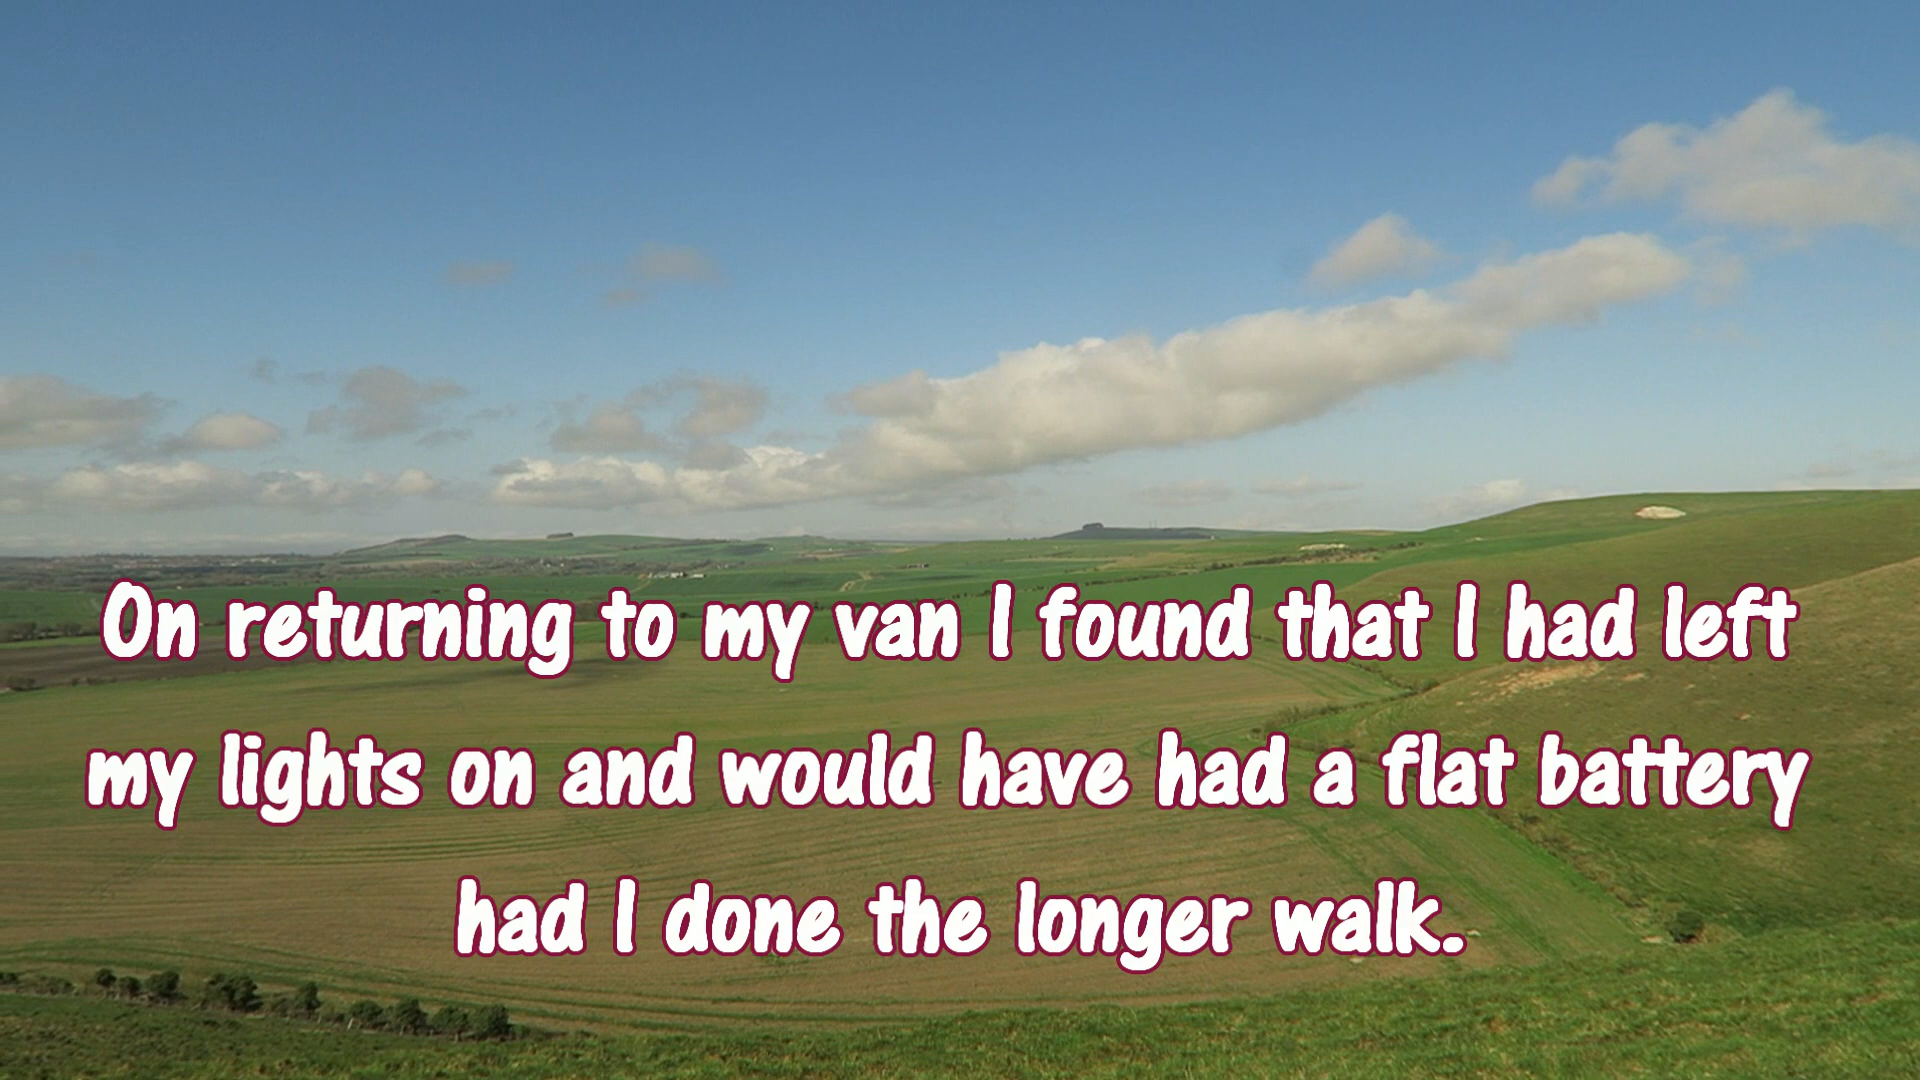 On returning to my van I found that I had left
my lights on and would have had a flat battery
had I done the longer walk.